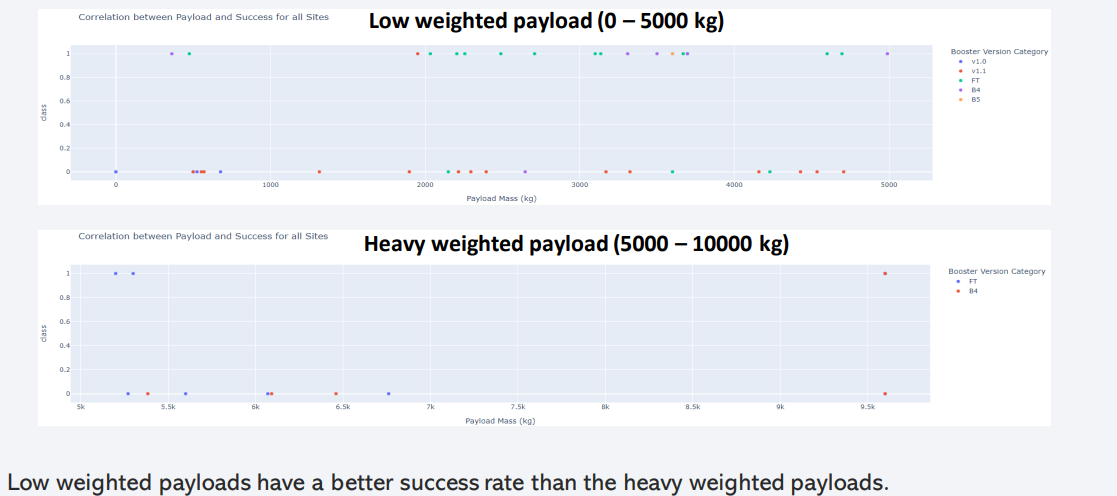 Correlation between Payload and Success for all Sites
Low weighted payload (0 – 5000 kg)
Booster Version Category
v1.0
v1.1
FT
B4
B5
class
1
0.8
0.6
0.4
0.2
0
0 1000 2000 3000 4000 5000
Payload Mass (kg)
Correlation between Payload and Success for all Sites
Heavy weighted payload (5000 – 10000 kg)
Booster Version Category
FT
B4
class
1
0.8
0.6
0.4
0.2
0
5k 5.5k 6k 6.5k 7k 7.5k 8k 8.5k 9k 9.5k
Payload Mass (kg)
Low weighted payloads have a better success rate than the heavy weighted payloads.